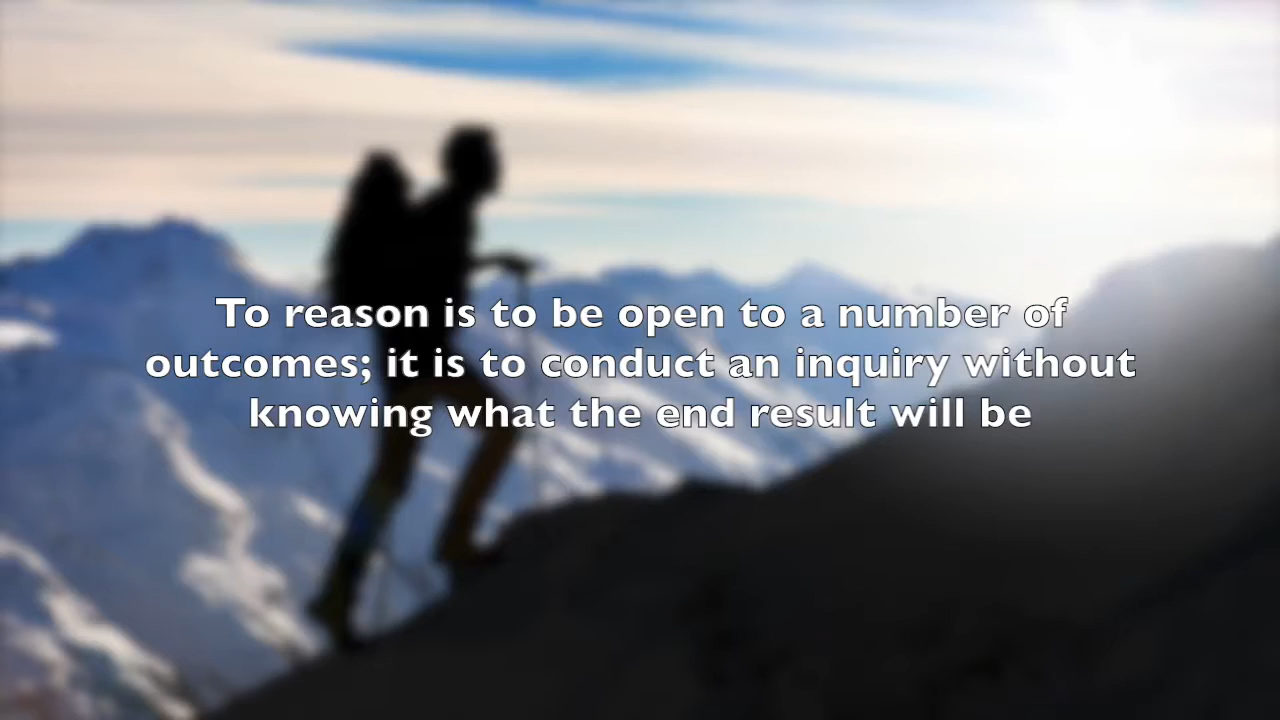 To reason is to be open to a number of
outcomes; it is to conduct an inquiry without
knowing what the end result will be